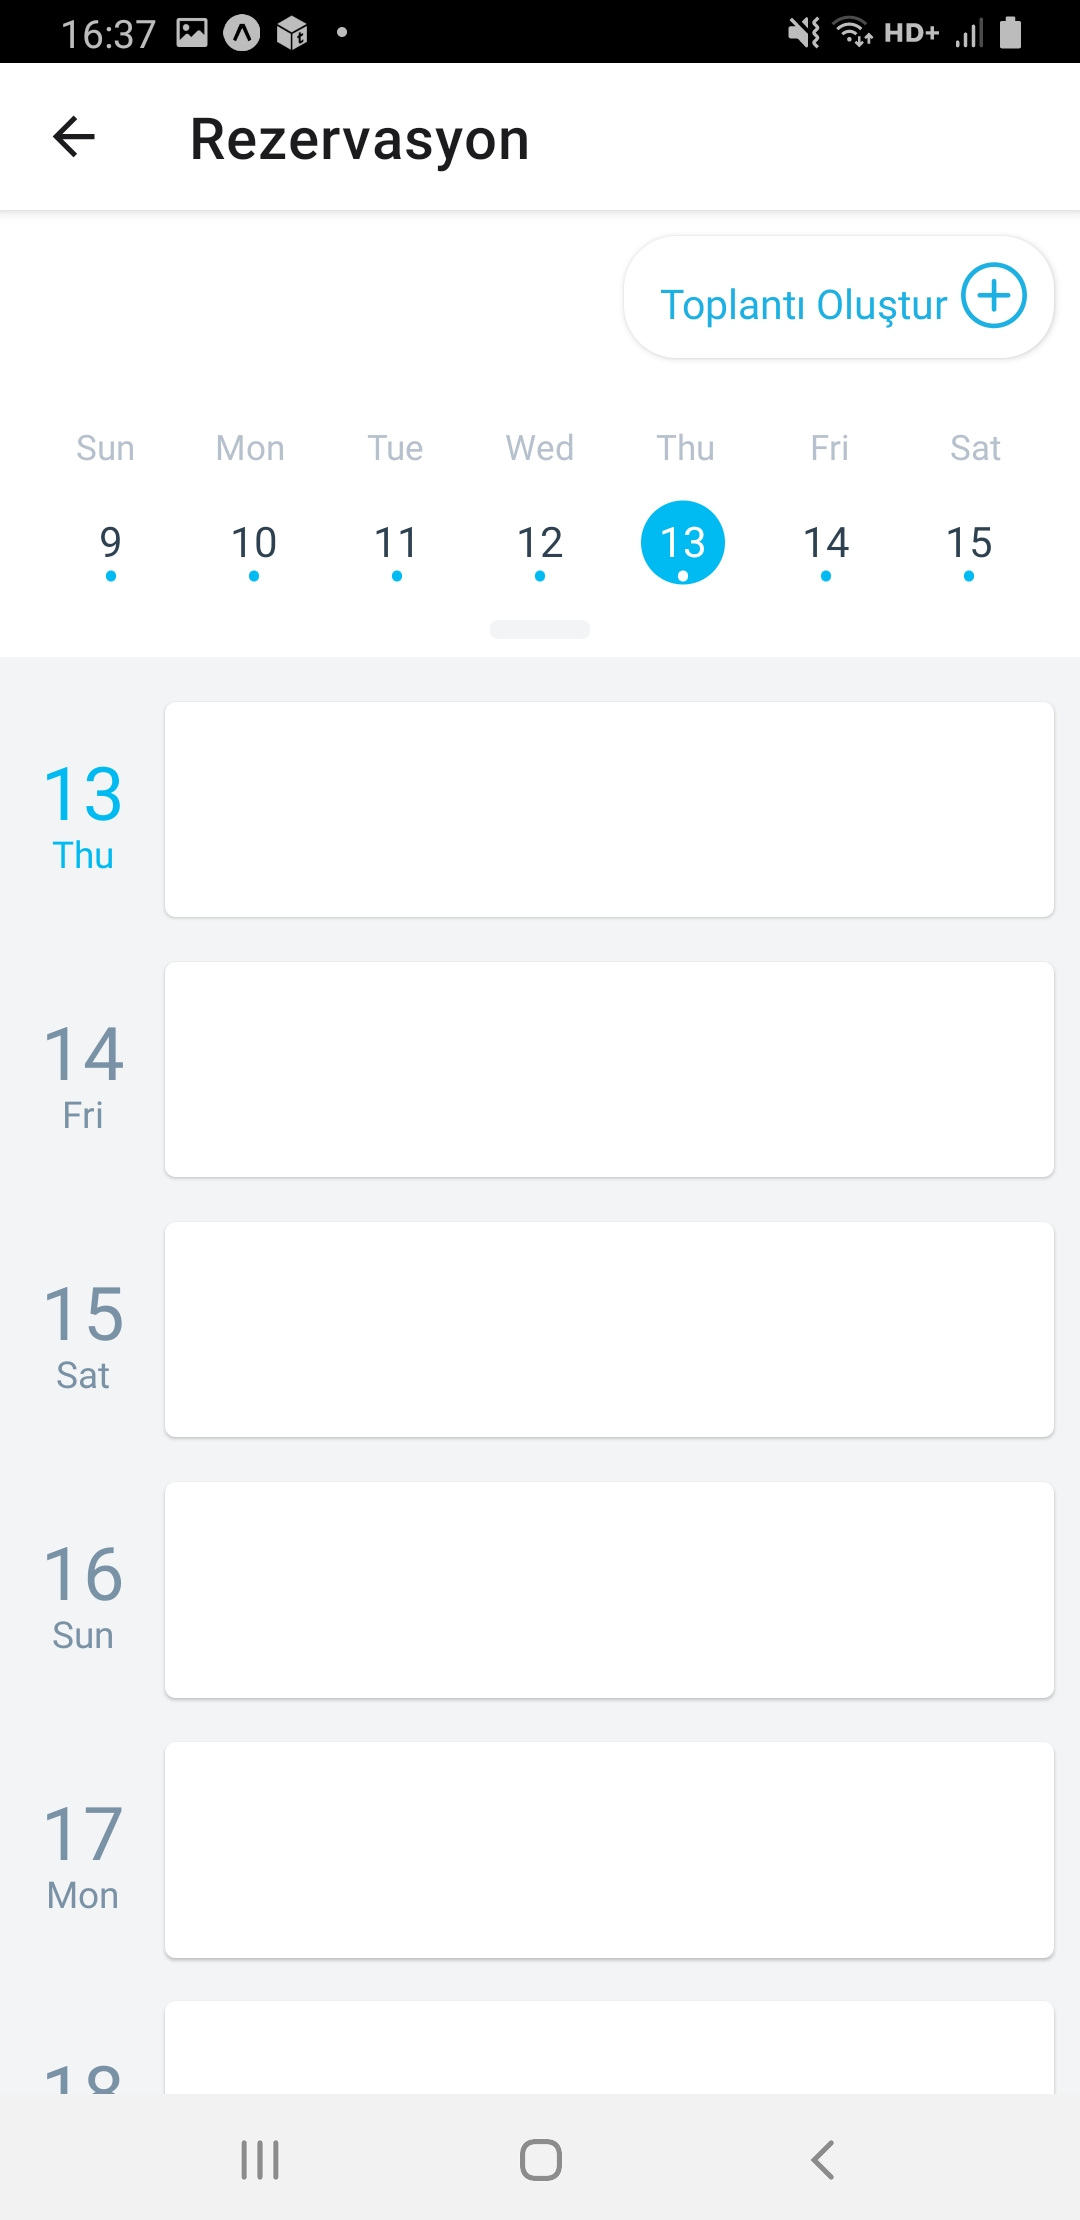 16:37 HD+
Rezervasyon
Toplantı Oluştur
Sun Mon Tue Wed Thu Fri Sat
9 10 11 12 13 14 15
13
Thu
14
Fri
15
Sat
16
Sun
17
Mon
18